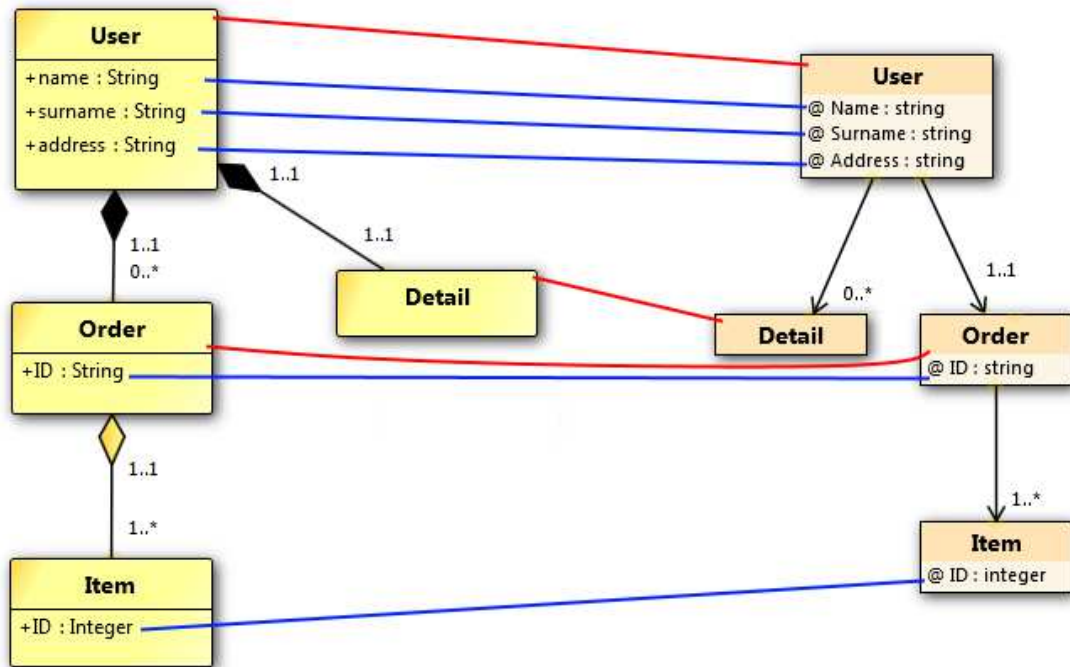 User
+name : String
+surname : String
+address : String
1..1
1..1
1..1
0..*
Detail
Order
+ID : String
1..1
1..*
Item
+ID : Integer
User
@ Name : string
@ Surname : string
@ Address : string
0..*
1..1
Detail
Order
@ ID : string
1..*
Item
@ ID : integer